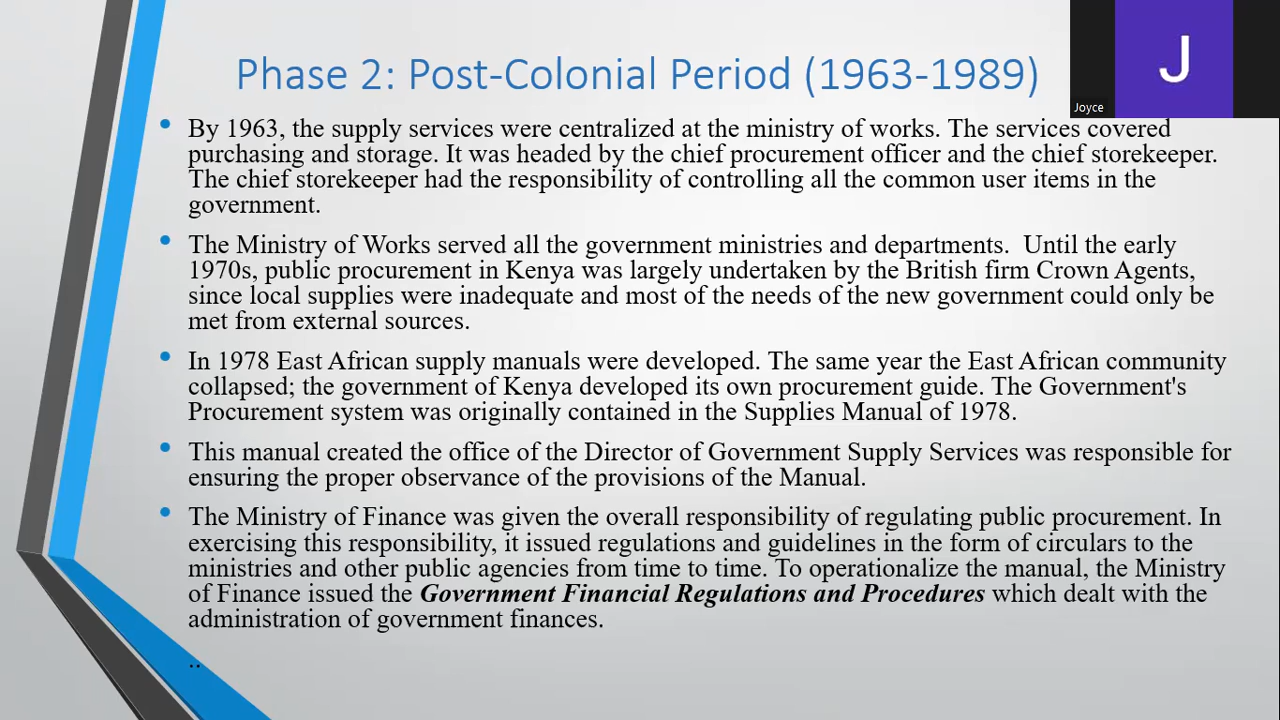 Phase 2: Post-Colonial Period (1963-1989)
J
Joyce
• By 1963, the supply services were centralized at the ministry of works. The services covered
purchasing and storage. It was headed by the chief procurement officer and the chief storekeeper.
The chief storekeeper had the responsibility of controlling all the common user items in the
government.
• The Ministry of Works served all the government ministries and departments.  Until the early
1970s, public procurement in Kenya was largely undertaken by the British firm Crown Agents,
since local supplies were inadequate and most of the needs of the new government could only be
met from external sources.
• In 1978 East African supply manuals were developed. The same year the East African community
collapsed; the government of Kenya developed its own procurement guide. The Government's
Procurement system was originally contained in the Supplies Manual of 1978.
• This manual created the office of the Director of Government Supply Services was responsible for
ensuring the proper observance of the provisions of the Manual.
• The Ministry of Finance was given the overall responsibility of regulating public procurement. In
exercising this responsibility, it issued regulations and guidelines in the form of circulars to the
ministries and other public agencies from time to time. To operationalize the manual, the Ministry
of Finance issued the Government Financial Regulations and Procedures which dealt with the
administration of government finances.
..